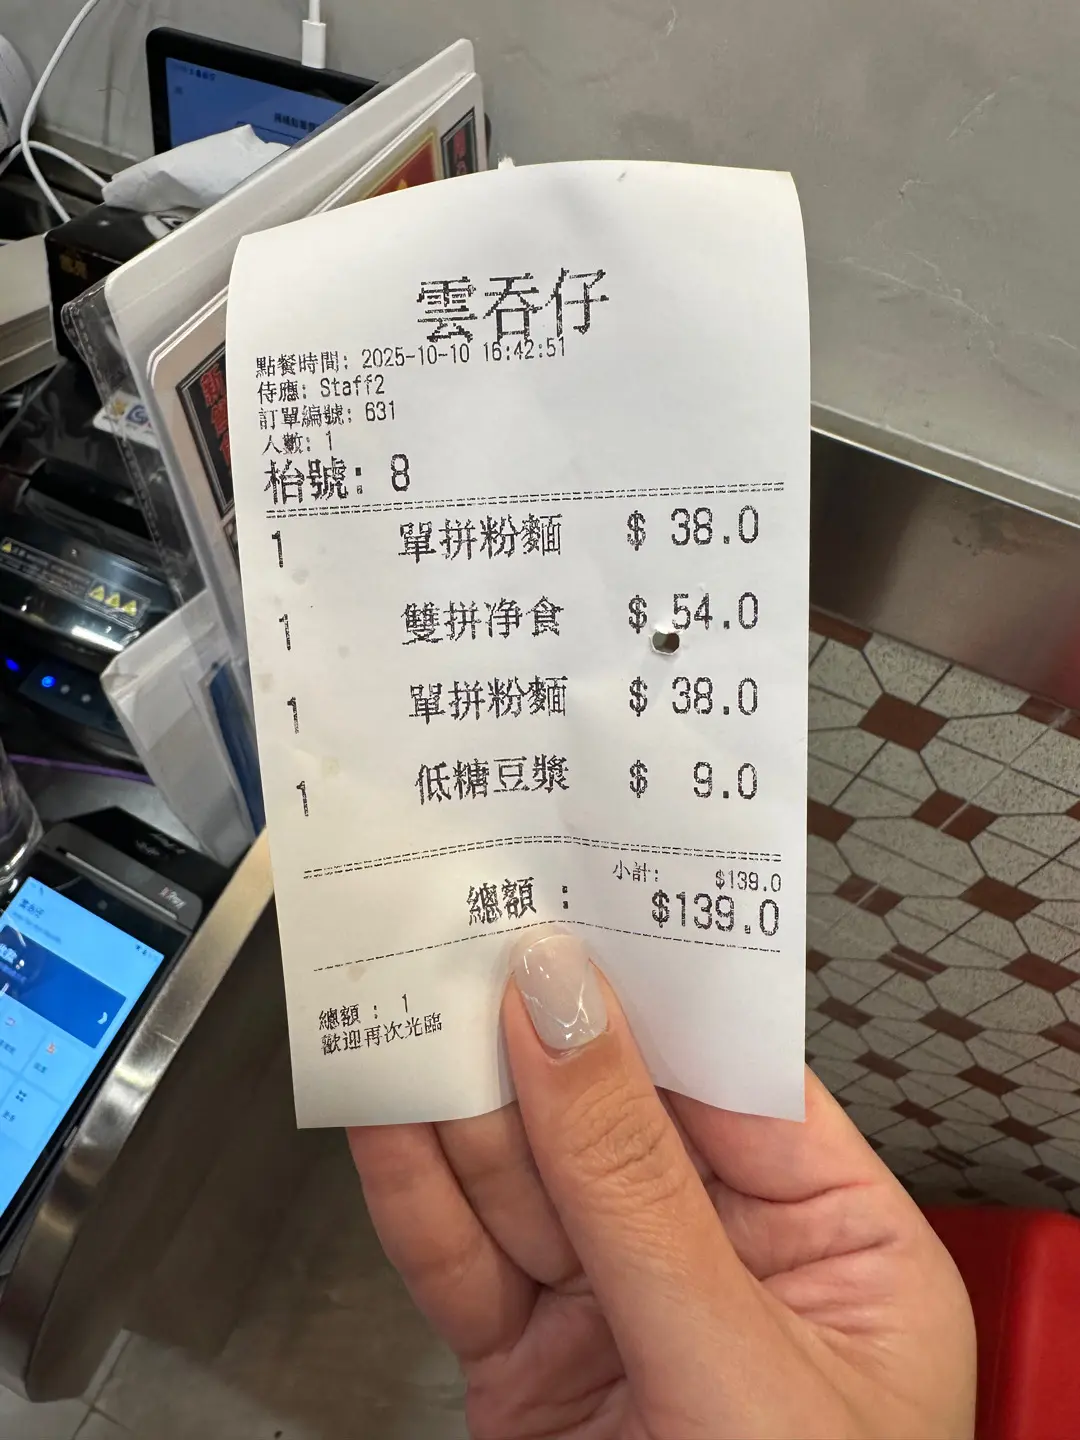 雲吞仔
點餐時間: 2025-10-10 16:42:51
侍應: Staff2
訂單編號: 631
人數: 1
枱號: 8
1 單拼粉麵 $ 38.0
1 雙拼净食 $ 54.0
1 單拼粉麵 $ 38.0
1 低糖豆漿 $ 9.0
小計: $139.0
總額 : $139.0
總額 : 1
歡迎再次光臨